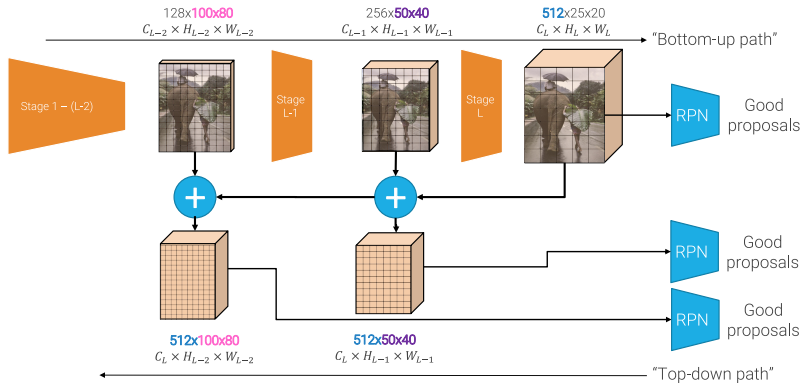 128x100x80
256x50x40
512x25x20
C_{L−2} × H_{L−2} × W_{L−2}
C_{L−1} × H_{L−1} × W_{L−1}
C_L × H_L × W_L
“Bottom-up path”
Stage 1 – (L-2)
Stage
L-1
Stage
L
RPN
Good
proposals
+
+
RPN
Good
proposals
RPN
Good
proposals
512x100x80
512x50x40
C_L × H_{L−2} × W_{L−2}
C_L × H_{L−1} × W_{L−1}
“Top-down path”